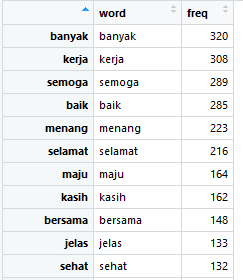 word freq
banyak banyak 320
kerja kerja 308
semoga semoga 289
baik baik 285
menang menang 223
selamat selamat 216
maju maju 164
kasih kasih 162
bersama bersama 148
jelas jelas 133
sehat sehat 132